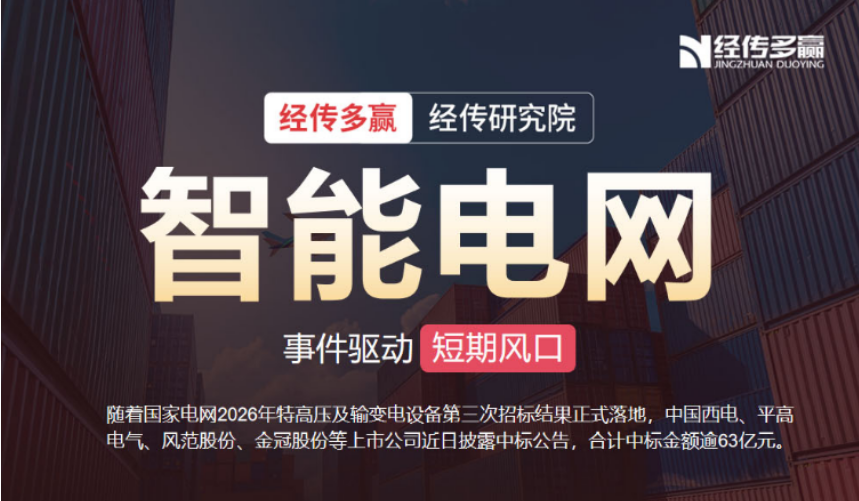 经传多赢
JINGZHUAN DUOYING
经传多赢 经传研究院
智能电网
事件驱动 短期风口
随着国家电网2026年特高压及输变电设备第三次招标结果正式落地，中国西电、平高
电气、风范股份、金冠股份等上市公司近日披露中标公告，合计中标金额逾63亿元。